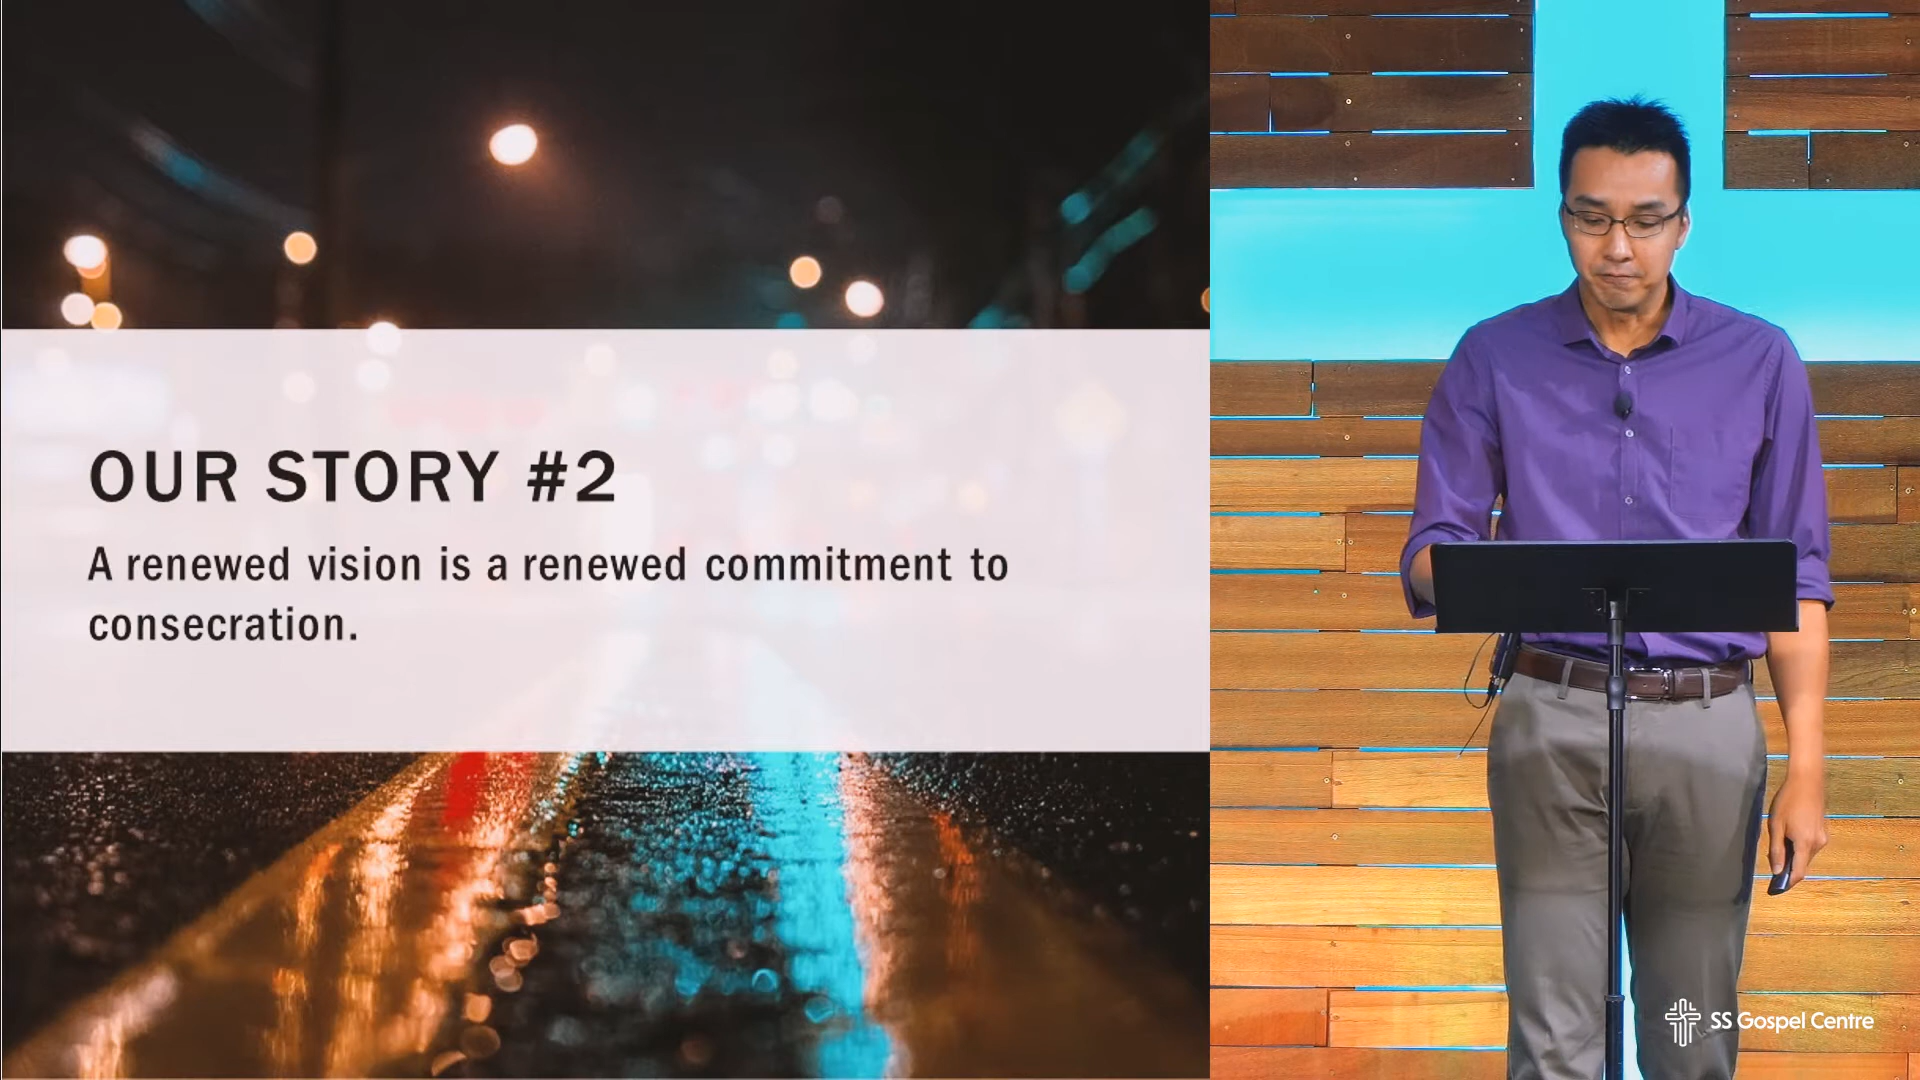 OUR STORY #2
A renewed vision is a renewed commitment to
consecration.
SS Gospel Centre